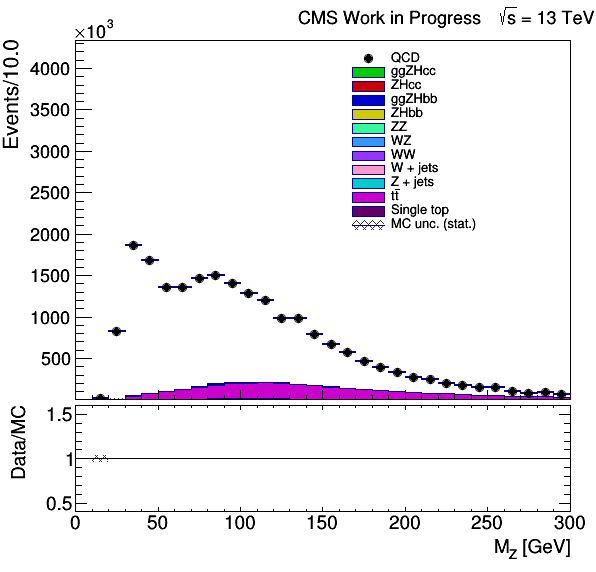 CMS Work in Progress √s = 13 TeV
×10³
Events/10.0
4000
3500
3000
2500
2000
1500
1000
500
QCD
ggZHcc
ZHcc
ggZHbb
ZHbb
ZZ
WZ
WW
W + jets
Z + jets
tt̄
Single top
MC unc. (stat.)
Data/MC
1.5
1
0.5
0 50 100 150 200 250 300
M_Z [GeV]